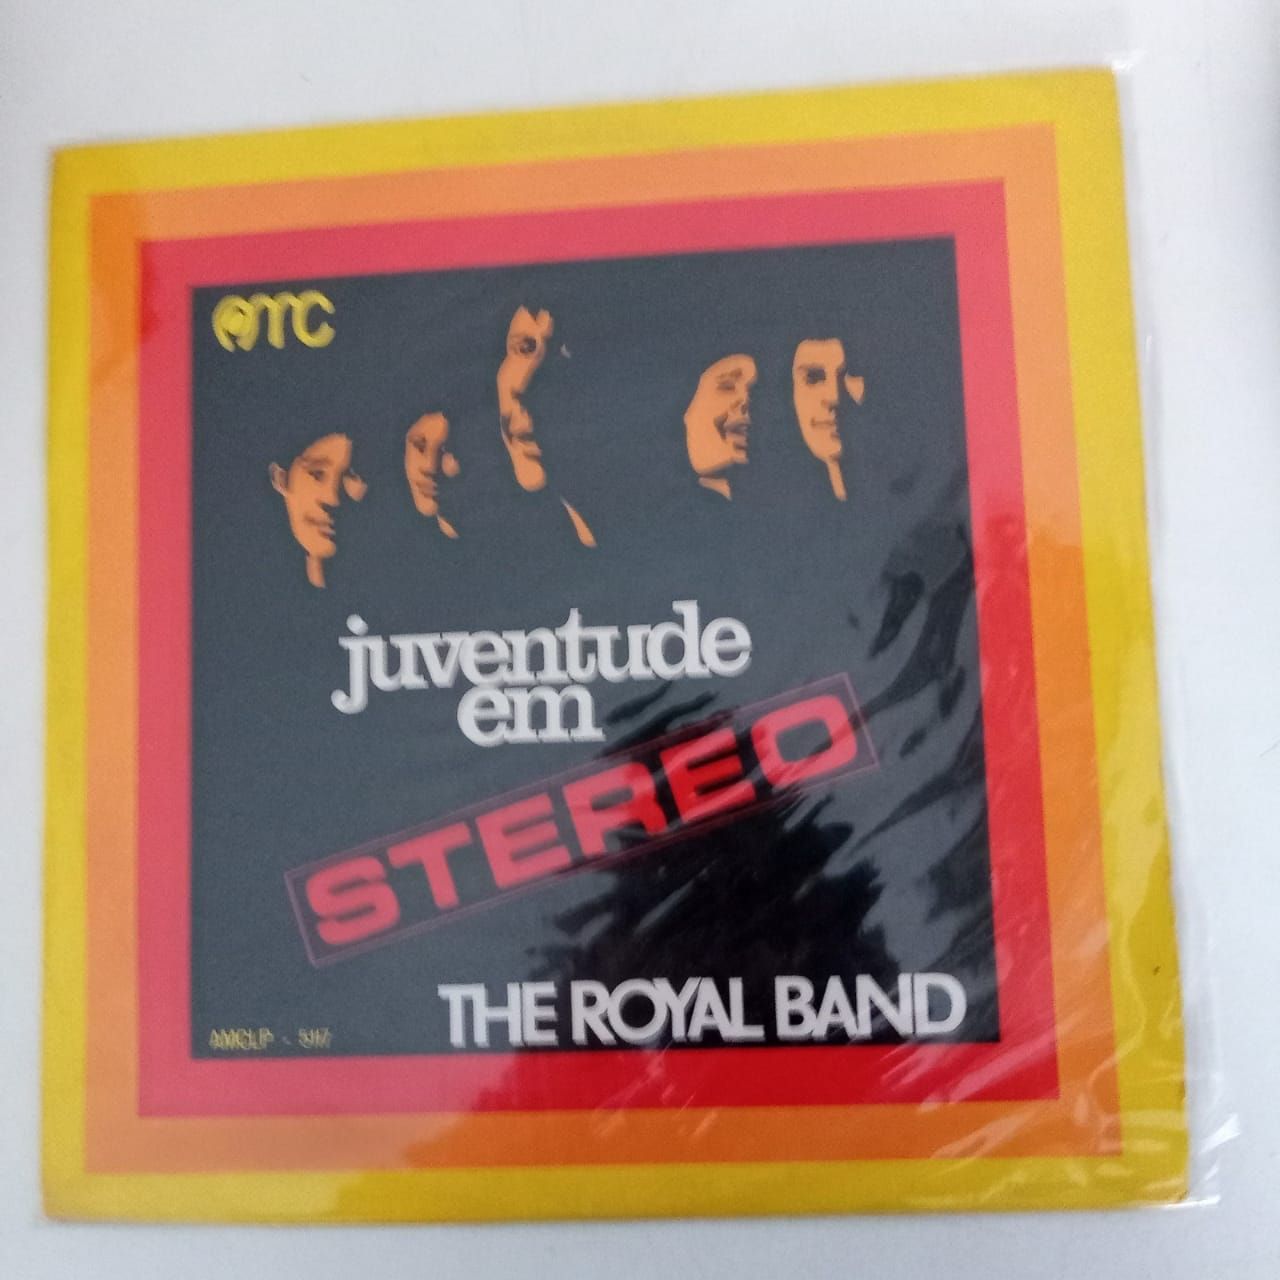 AMC
juventude
em
STEREO
THE ROYAL BAND
AMCLP - 5117